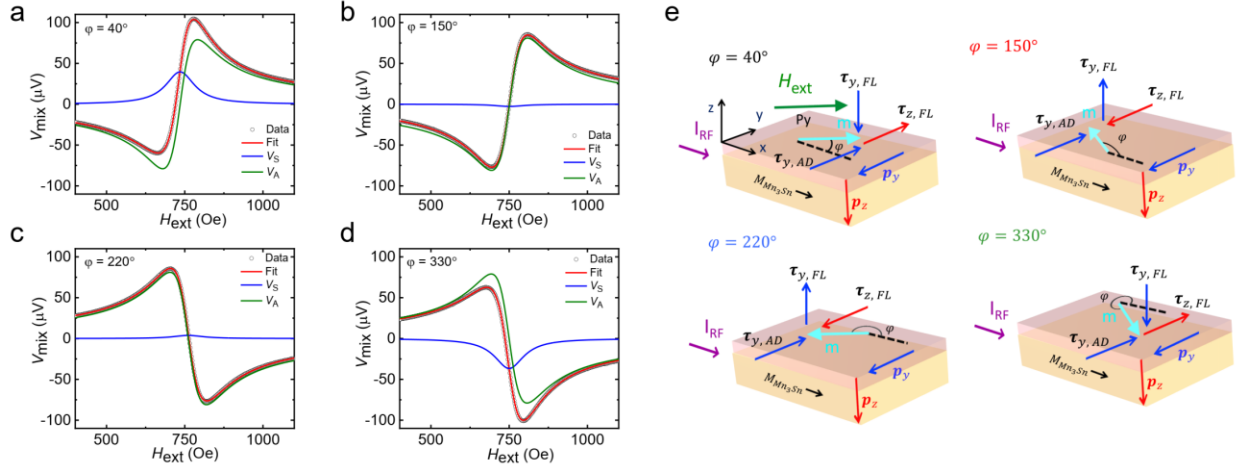 a
φ = 40°
100
50
0
-50
-100
V_mix (μV)
500
750
1000
H_ext (Oe)
Data
Fit
V_S
V_A
b
φ = 150°
100
50
0
-50
-100
V_mix (μV)
500
750
1000
H_ext (Oe)
Data
Fit
V_S
V_A
c
φ = 220°
100
50
0
-50
-100
V_mix (μV)
500
750
1000
H_ext (Oe)
Data
Fit
V_S
V_A
d
φ = 330°
100
50
0
-50
-100
V_mix (μV)
500
750
1000
H_ext (Oe)
Data
Fit
V_S
V_A
e
φ = 40°
H_ext
τ_y, FL
τ_z, FL
z
y
x
Py
m
φ
I_RF
τ_y, AD
p_y
M_Mn₃Sn
p_z
φ = 150°
τ_y, FL
τ_z, FL
τ_y, AD
m
φ
I_RF
p_y
M_Mn₃Sn
p_z
φ = 220°
τ_y, FL
τ_z, FL
I_RF
φ
m
τ_y, AD
p_y
M_Mn₃Sn
p_z
φ = 330°
τ_y, FL
τ_z, FL
φ
m
I_RF
τ_y, AD
p_y
M_Mn₃Sn
p_z